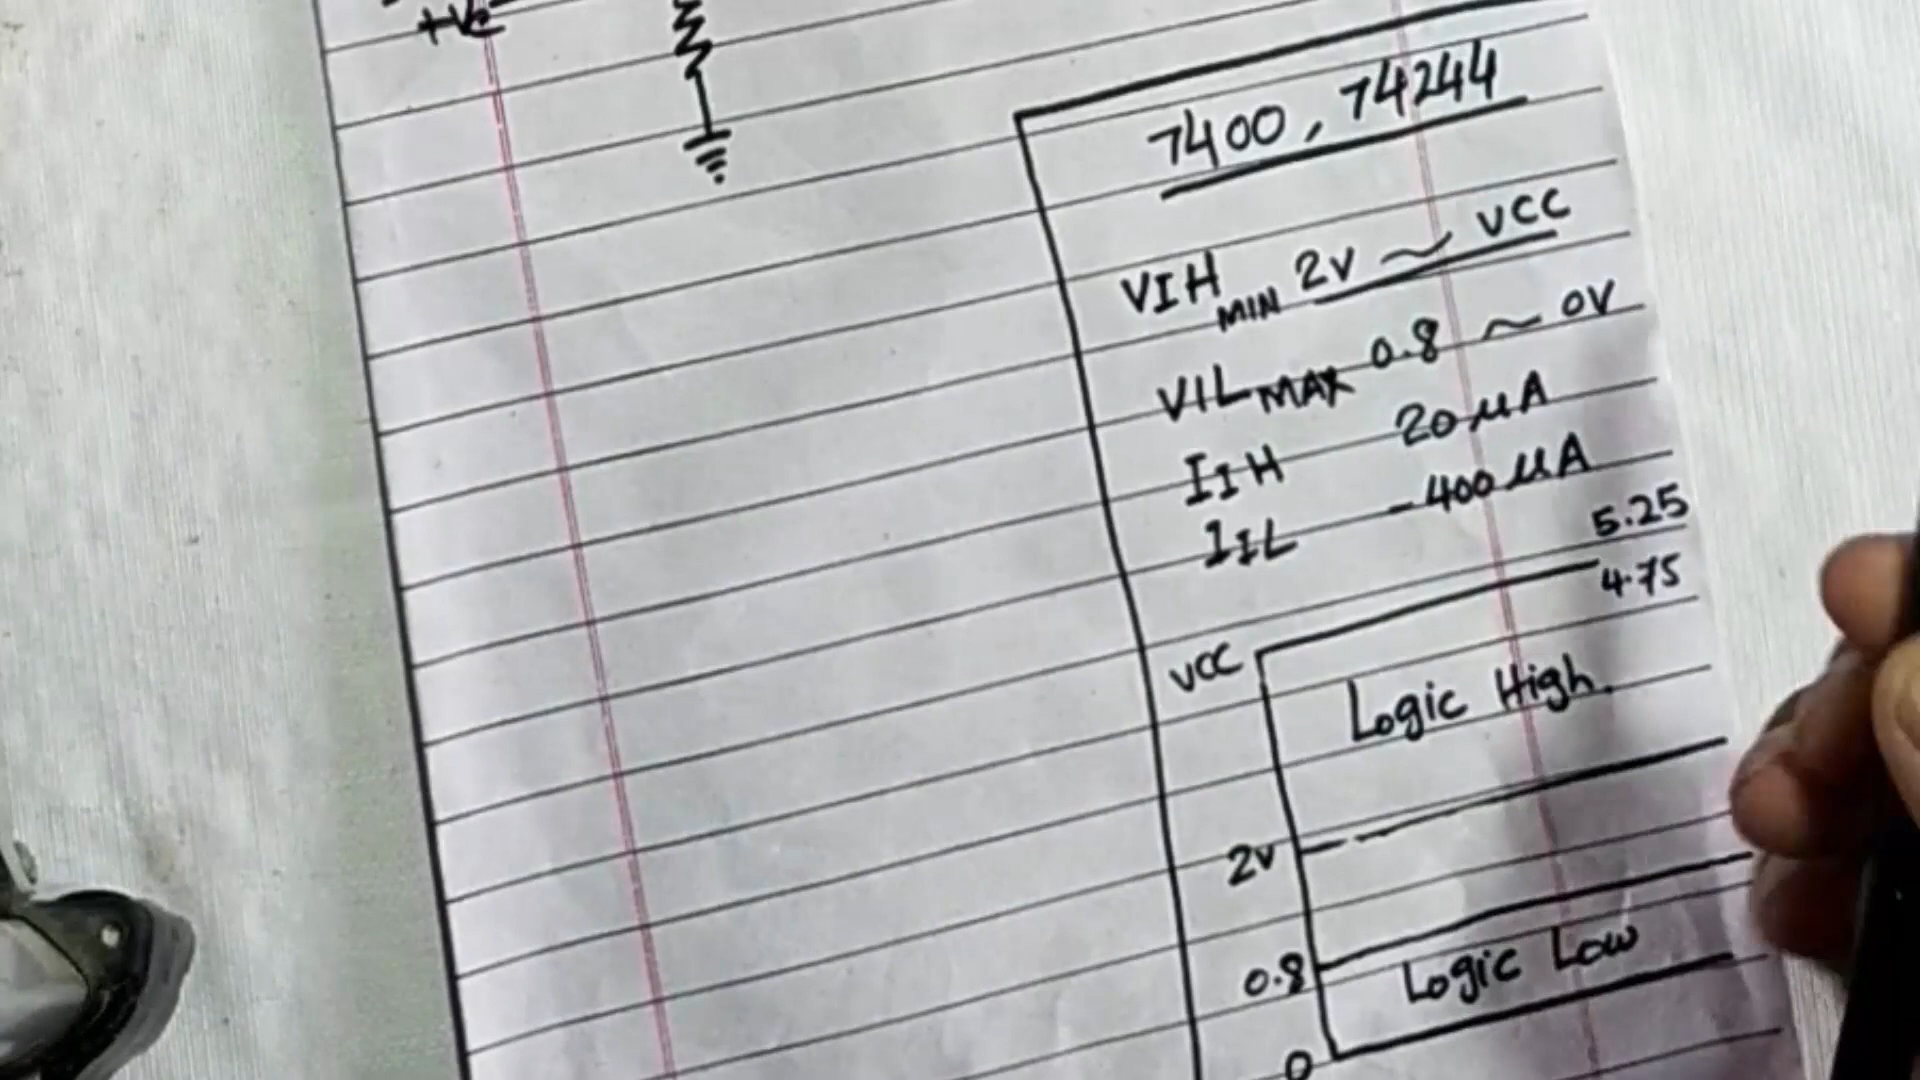 7400, 74244
VIH MIN 2V ~ VCC
VIL MAX 0.8 ~ 0V
IIH 20 μA
IIL -400 μA
5.25
4.75
VCC
Logic High.
2V
0.8
Logic Low
0